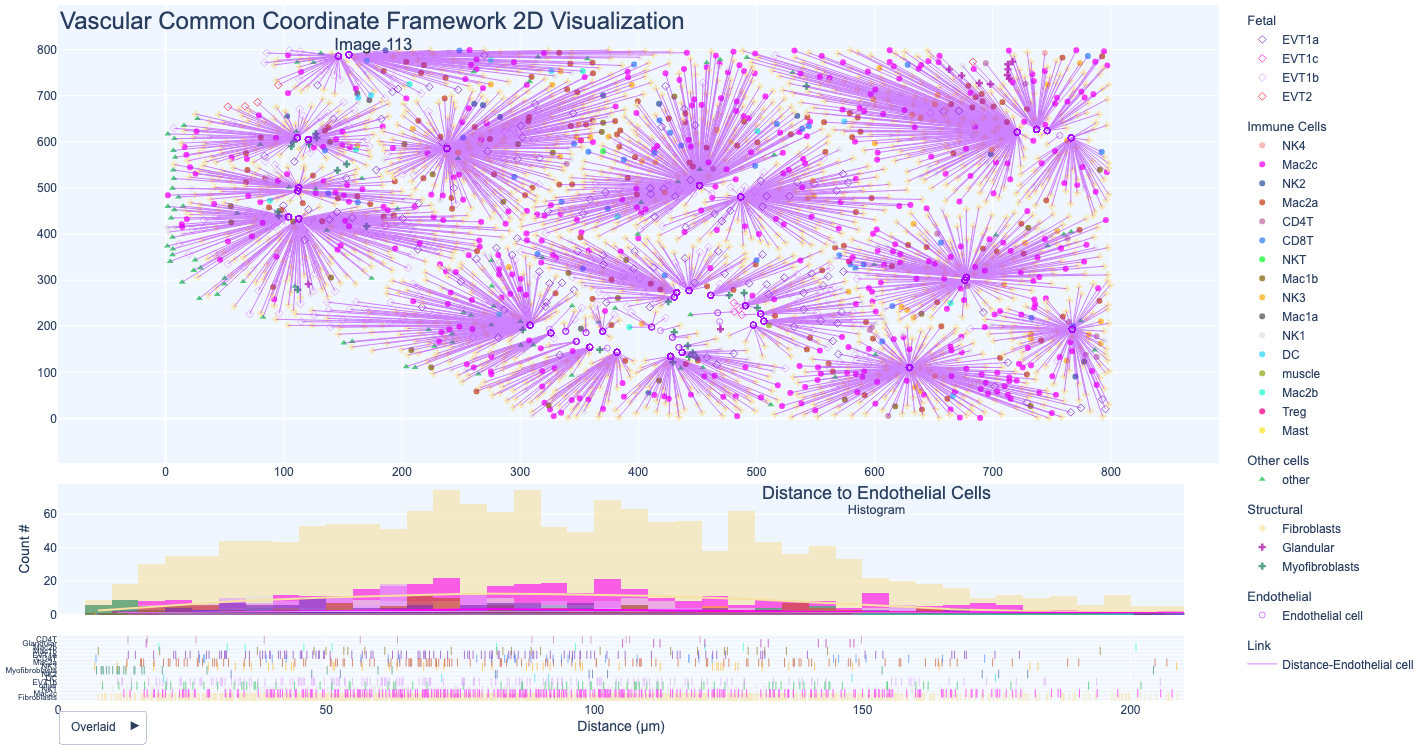 Vascular Common Coordinate Framework 2D Visualization
Image 113
800
700
600
500
400
300
200
100
0
0 100 200 300 400 500 600 700 800
Fetal
EVT1a
EVT1c
EVT1b
EVT2
Immune Cells
NK4
Mac2c
NK2
Mac2a
CD4T
CD8T
NKT
Mac1b
NK3
Mac1a
NK1
DC
muscle
Mac2b
Treg
Mast
Other cells
other
Structural
Fibroblasts
Glandular
Myofibroblasts
Endothelial
Endothelial cell
Link
Distance-Endothelial cell
Distance to Endothelial Cells
Histogram
Count #
60
40
20
0
CD4T
Glandular
Myofibroblasts
Fibroblasts
0 50 100 150 200
Distance (μm)
Overlaid ►